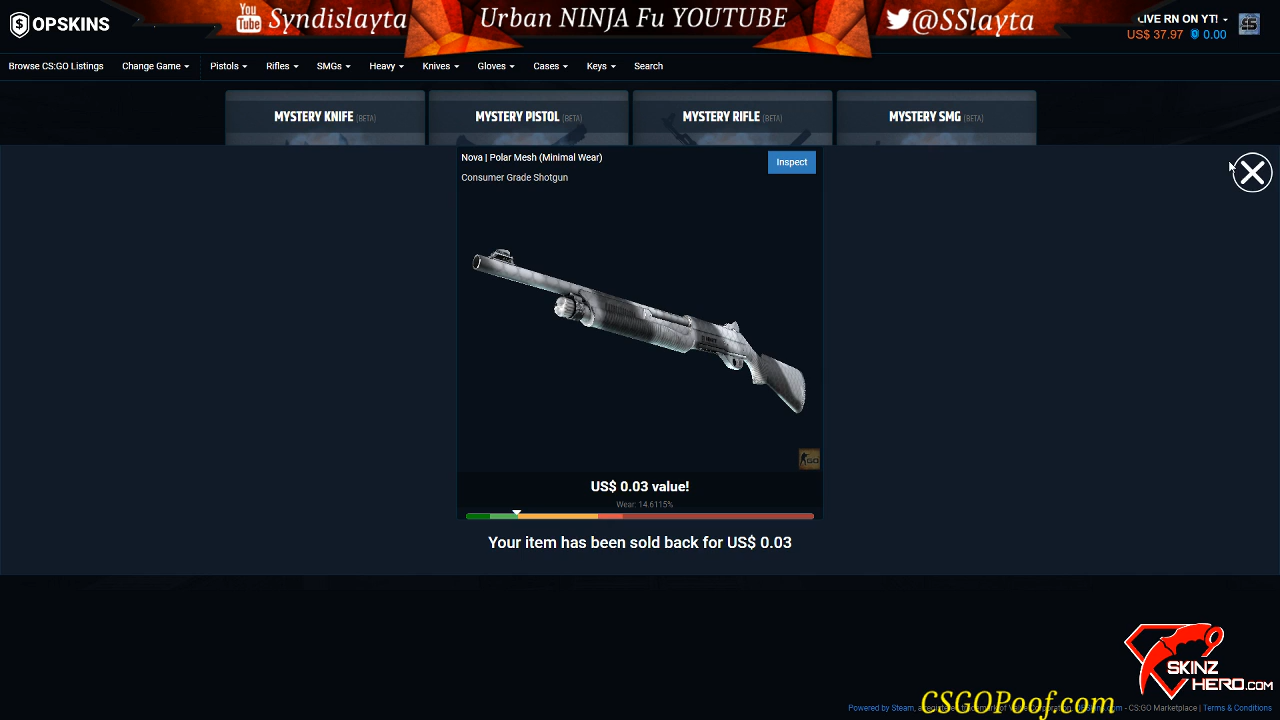 OPSKINS
You Tube Syndislayta
Urban NINJA Fu YOUTUBE
@SSlayta
LIVE RN ON YT!
US$ 37.97 0.00
Browse CS:GO Listings Change Game Pistols Rifles SMGs Heavy Knives Gloves Cases Keys Search
MYSTERY KNIFE (BETA) MYSTERY PISTOL (BETA) MYSTERY RIFLE (BETA) MYSTERY SMG (BETA)
Nova | Polar Mesh (Minimal Wear)
Inspect
Consumer Grade Shotgun
US$ 0.03 value!
Wear: 14.6115%
Your item has been sold back for US$ 0.03
SKINZ
HERO.COM
CSGOPoof.com
Powered by Steam, a - CS:GO Marketplace | Terms & Conditions